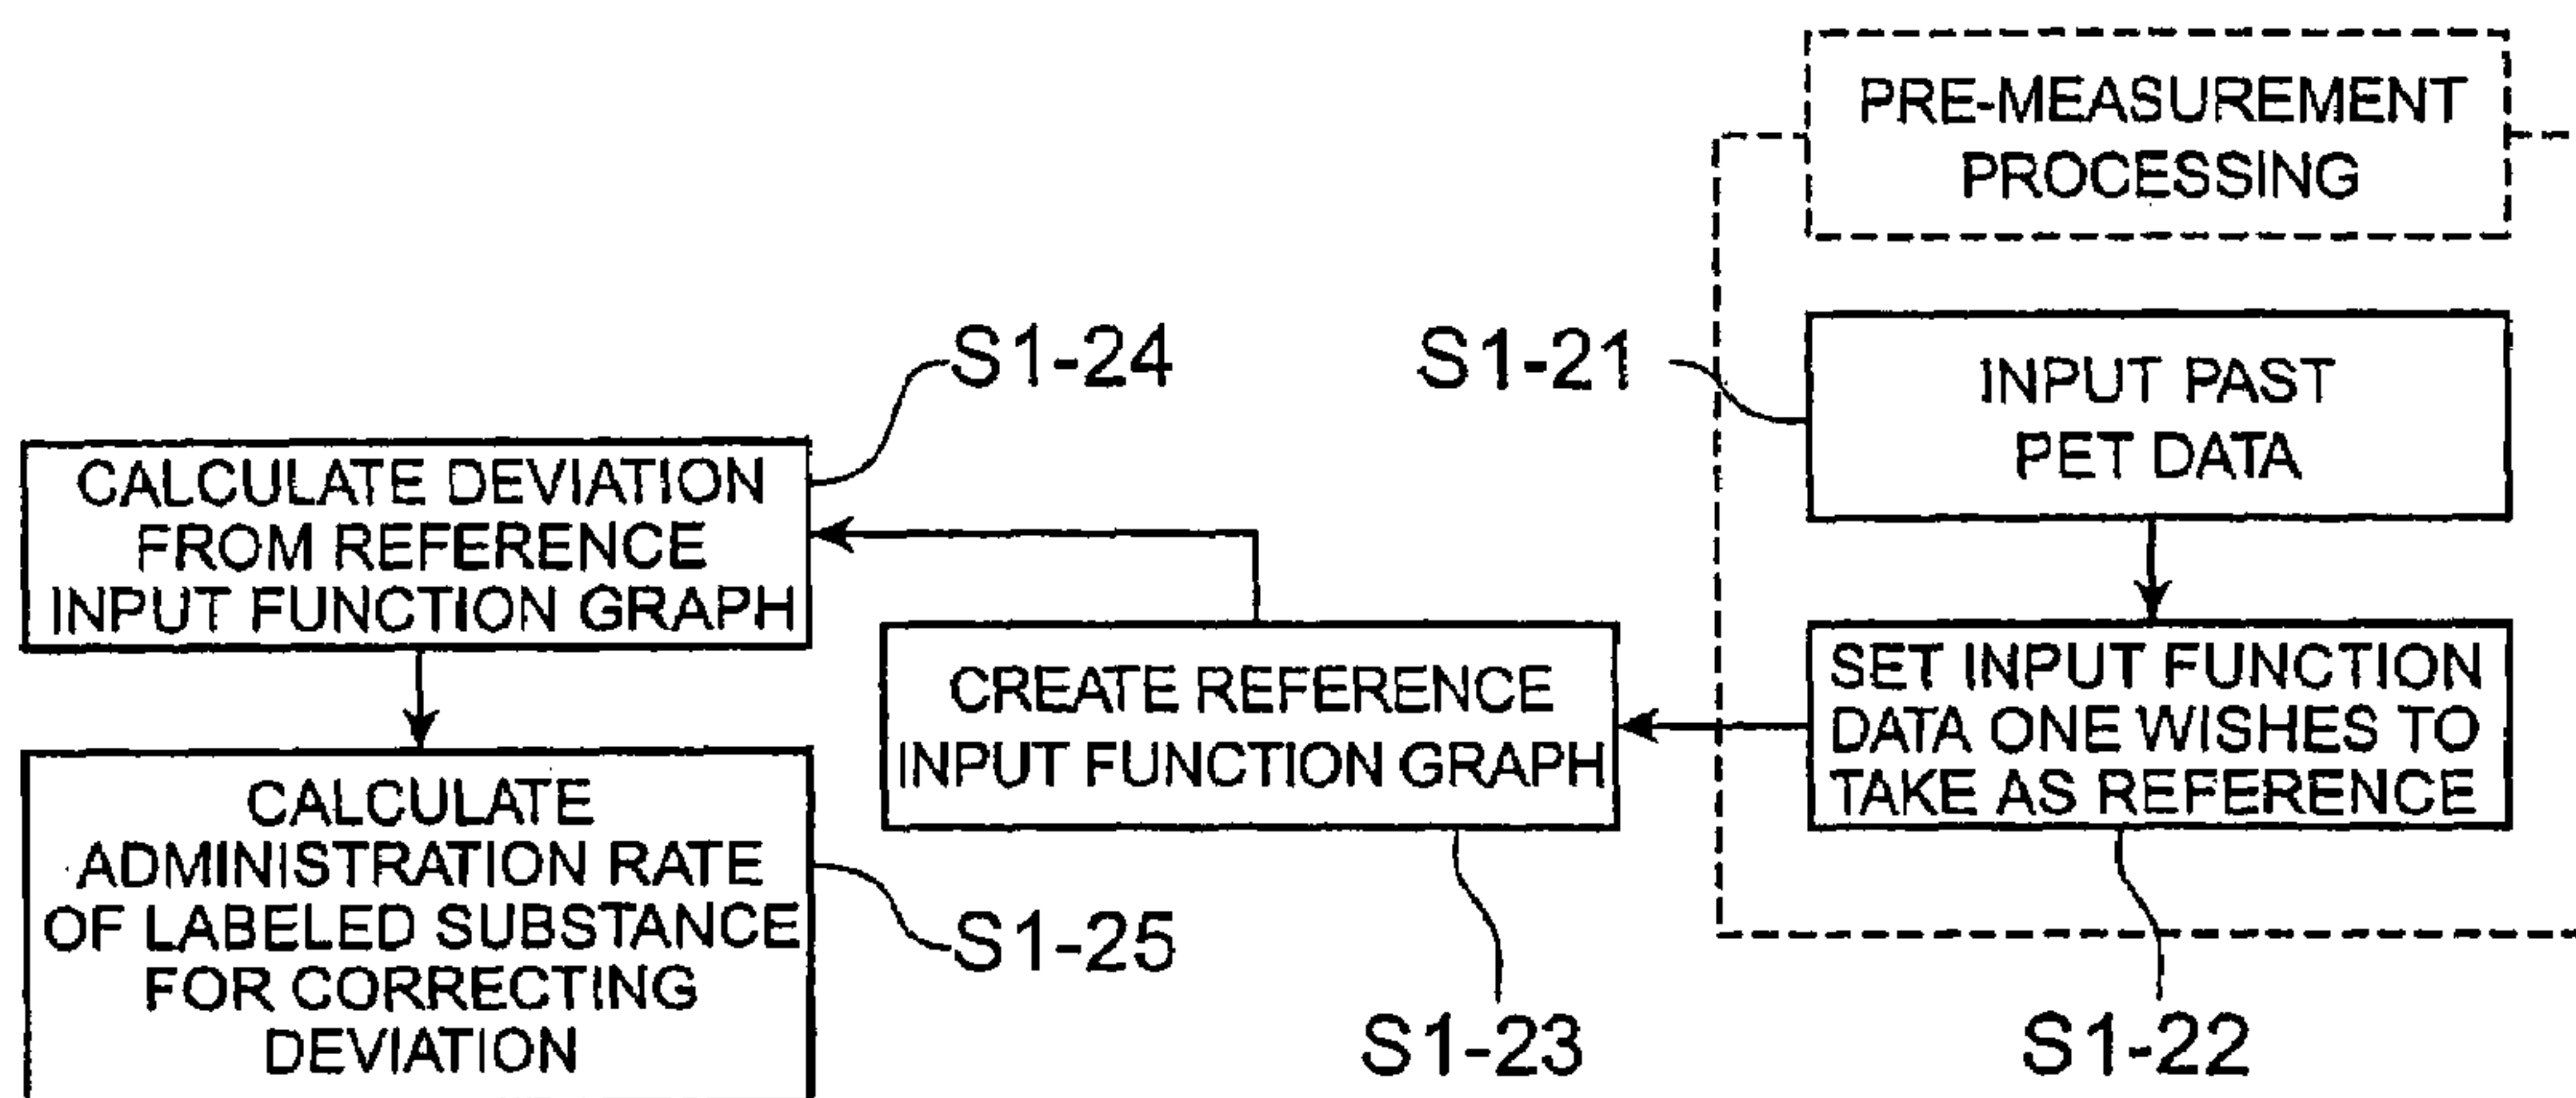 PRE-MEASUREMENT
PROCESSING
S1-21
INPUT PAST
PET DATA
SET INPUT FUNCTION
DATA ONE WISHES TO
TAKE AS REFERENCE
S1-22
CREATE REFERENCE
INPUT FUNCTION GRAPH
S1-23
S1-24
CALCULATE DEVIATION
FROM REFERENCE
INPUT FUNCTION GRAPH
CALCULATE
ADMINISTRATION RATE
OF LABELED SUBSTANCE
FOR CORRECTING
DEVIATION
S1-25